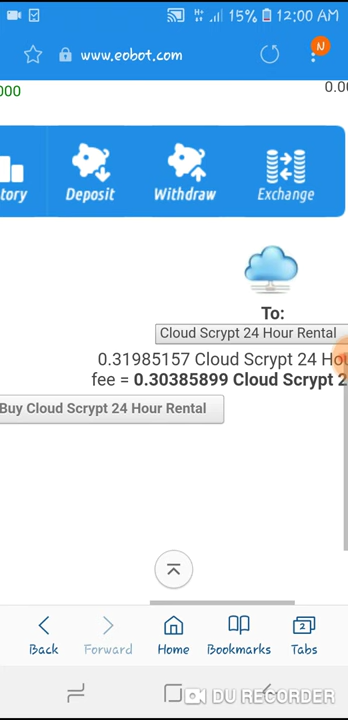 15% 12:00 AM
www.eobot.com
N
000
0.00
tory Deposit Withdraw Exchange
To:
Cloud Scrypt 24 Hour Rental
0.31985157 Cloud Scrypt 24 Hou
fee = 0.30385899 Cloud Scrypt 2
Buy Cloud Scrypt 24 Hour Rental
2
Back Forward Home Bookmarks Tabs
DU RECORDER